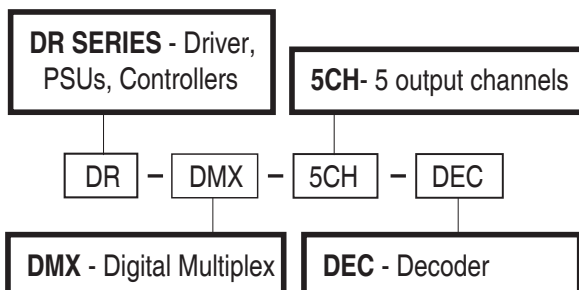 DR SERIES - Driver,
PSUs, Controllers
5CH- 5 output channels
DR – DMX – 5CH – DEC
DMX - Digital Multiplex
DEC - Decoder